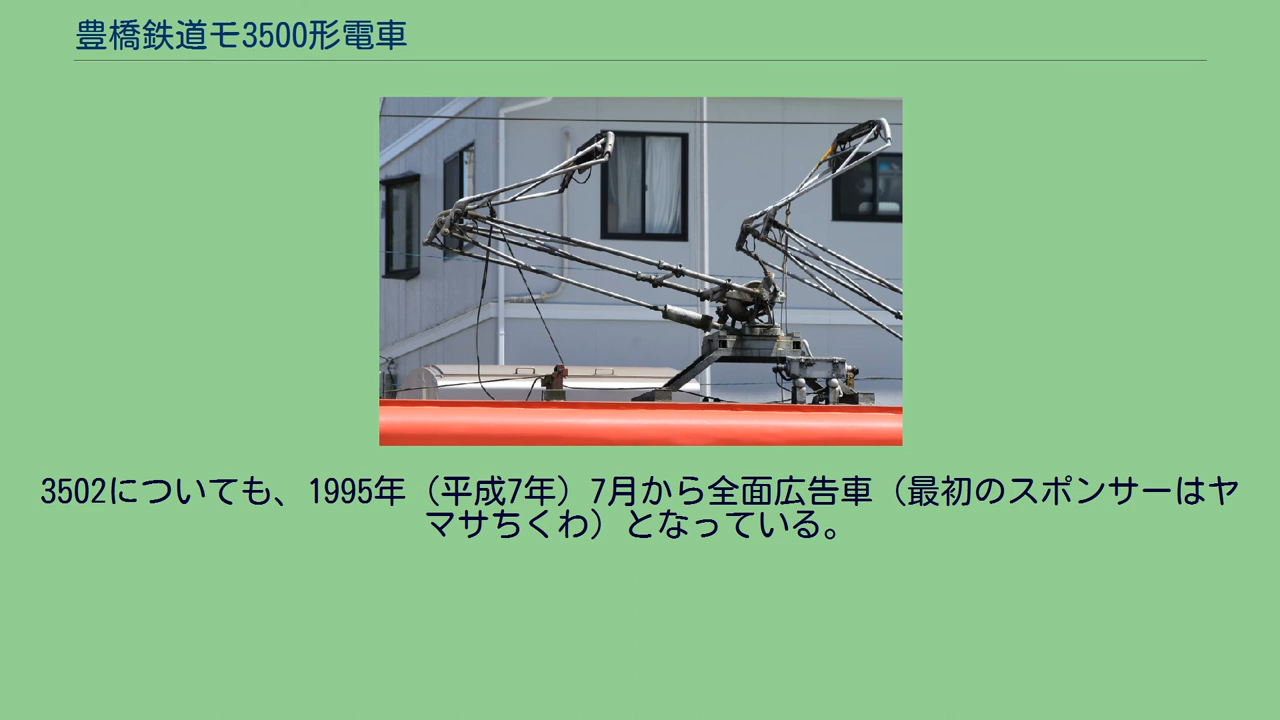 豊橋鉄道モ3500形電車
3502についても、1995年（平成7年）7月から全面広告車（最初のスポンサーはヤ
マサちくわ）となっている。